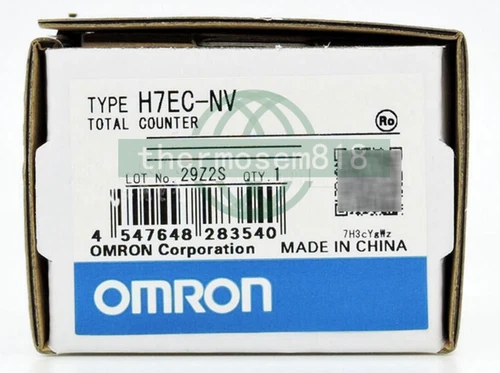 TYPE H7EC-NV
TOTAL COUNTER
Ro
thermosem818
LOT No. 29Z2S QTY. 1
4 547648 283540
7H3cYgWz
OMRON Corporation MADE IN CHINA
OMRON